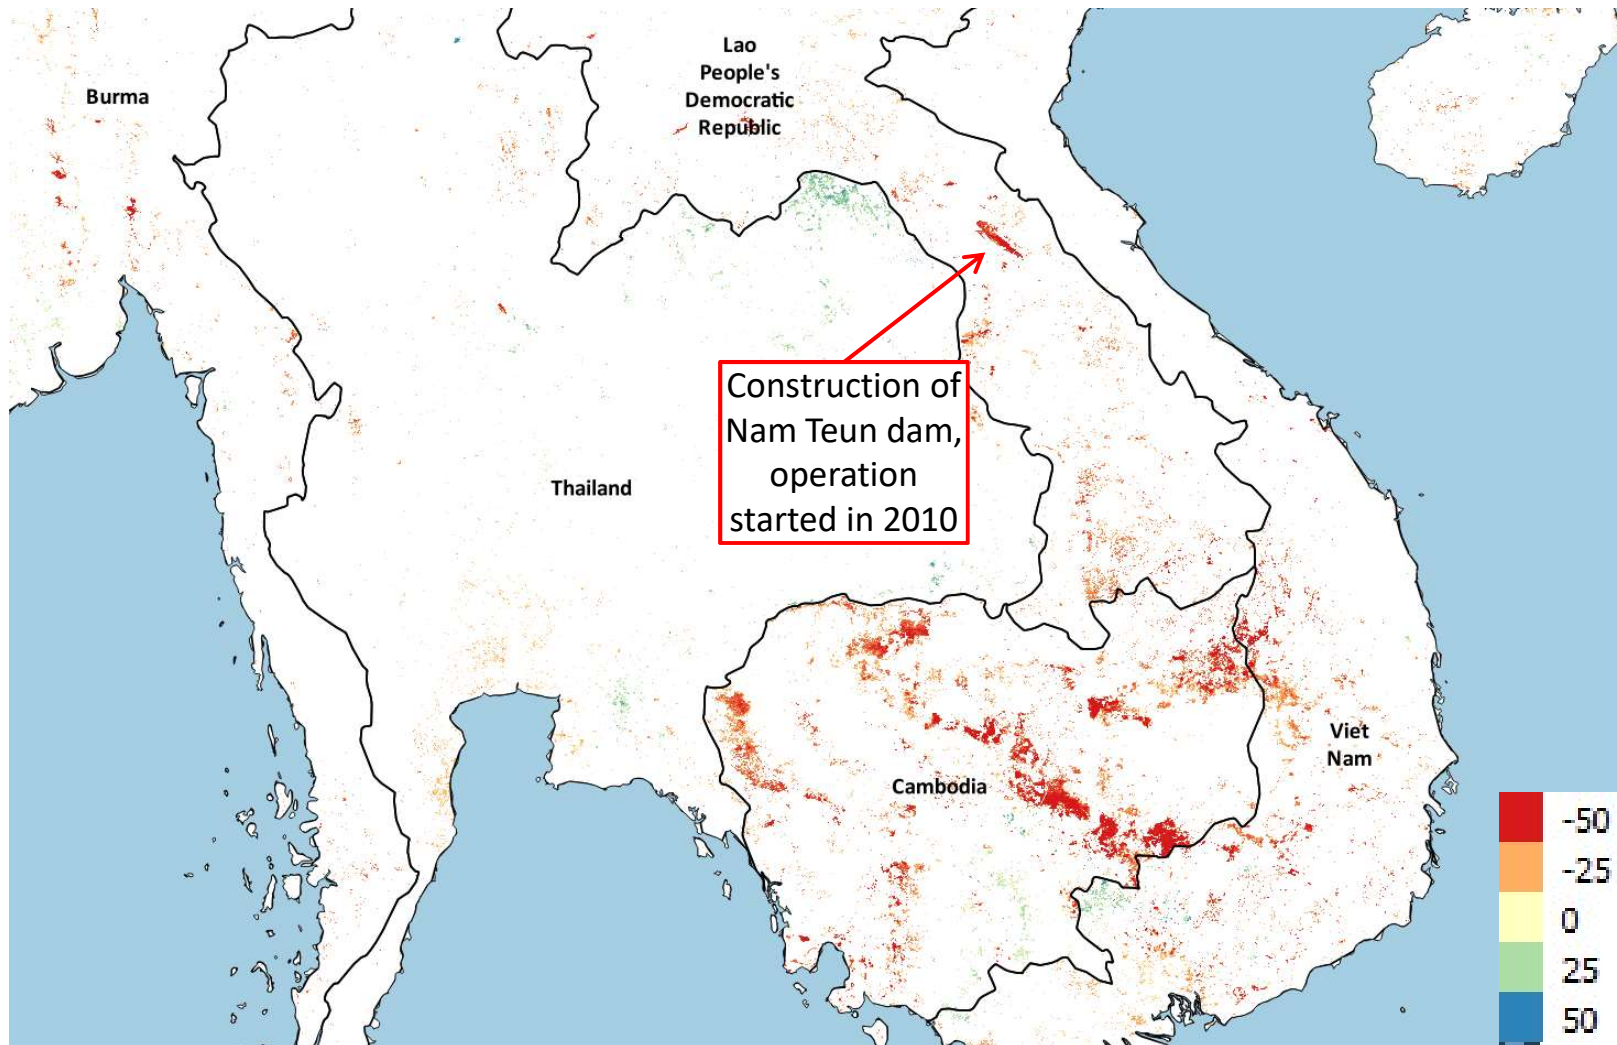 Burma
Lao
People's
Democratic
Republic
Construction of
Nam Teun dam,
operation
started in 2010
Thailand
Viet
Nam
Cambodia
-50
-25
0
25
50